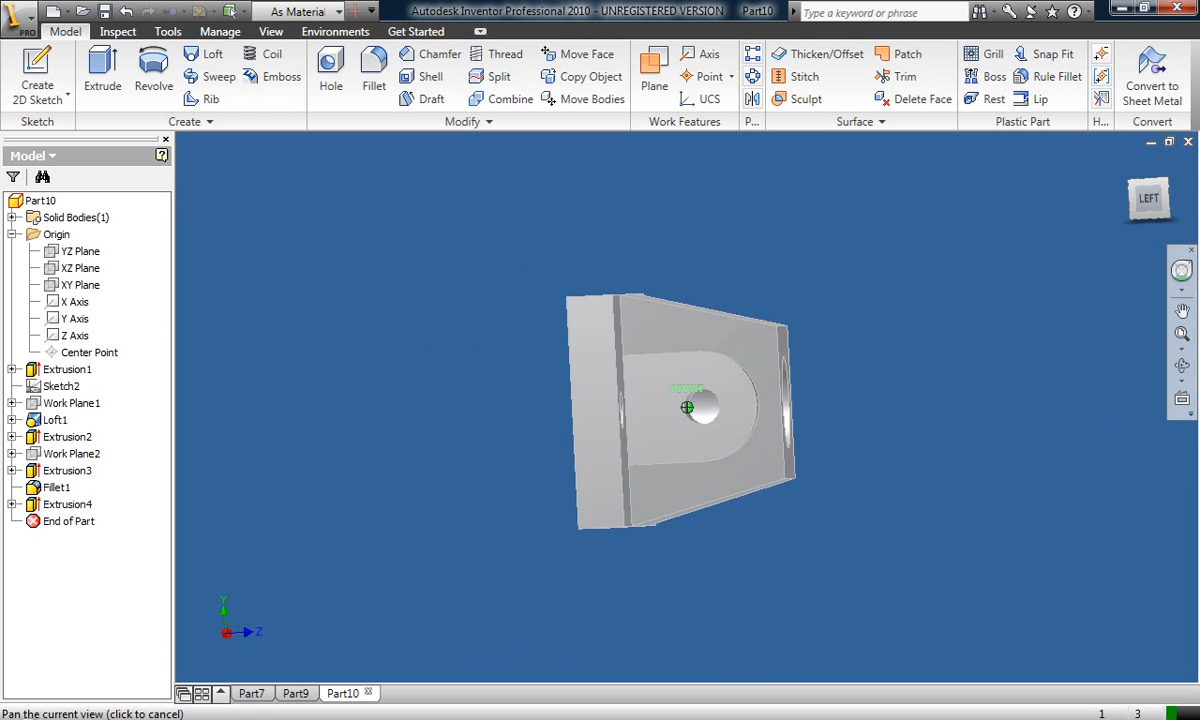 PRO
As Material
Autodesk Inventor Professional 2010 - UNREGISTERED VERSION Part10
Type a keyword or phrase
Model Inspect Tools Manage View Environments Get Started
Create
2D Sketch
Extrude
Revolve
Loft
Sweep
Rib
Coil
Emboss
Hole
Fillet
Chamfer
Shell
Draft
Thread
Split
Combine
Move Face
Copy Object
Move Bodies
Plane
Axis
Point
UCS
Thicken/Offset
Stitch
Sculpt
Patch
Trim
Delete Face
Grill
Boss
Rest
Snap Fit
Rule Fillet
Lip
Convert to
Sheet Metal
Sketch
Create
Modify
Work Features
P...
Surface
Plastic Part
H...
Convert
Model
Part10
Solid Bodies(1)
Origin
YZ Plane
XZ Plane
XY Plane
X Axis
Y Axis
Z Axis
Center Point
Extrusion1
Sketch2
Work Plane1
Loft1
Extrusion2
Work Plane2
Extrusion3
Fillet1
Extrusion4
End of Part
LEFT
Y
Z
Part7 Part9 Part10
Pan the current view (click to cancel)
1 3